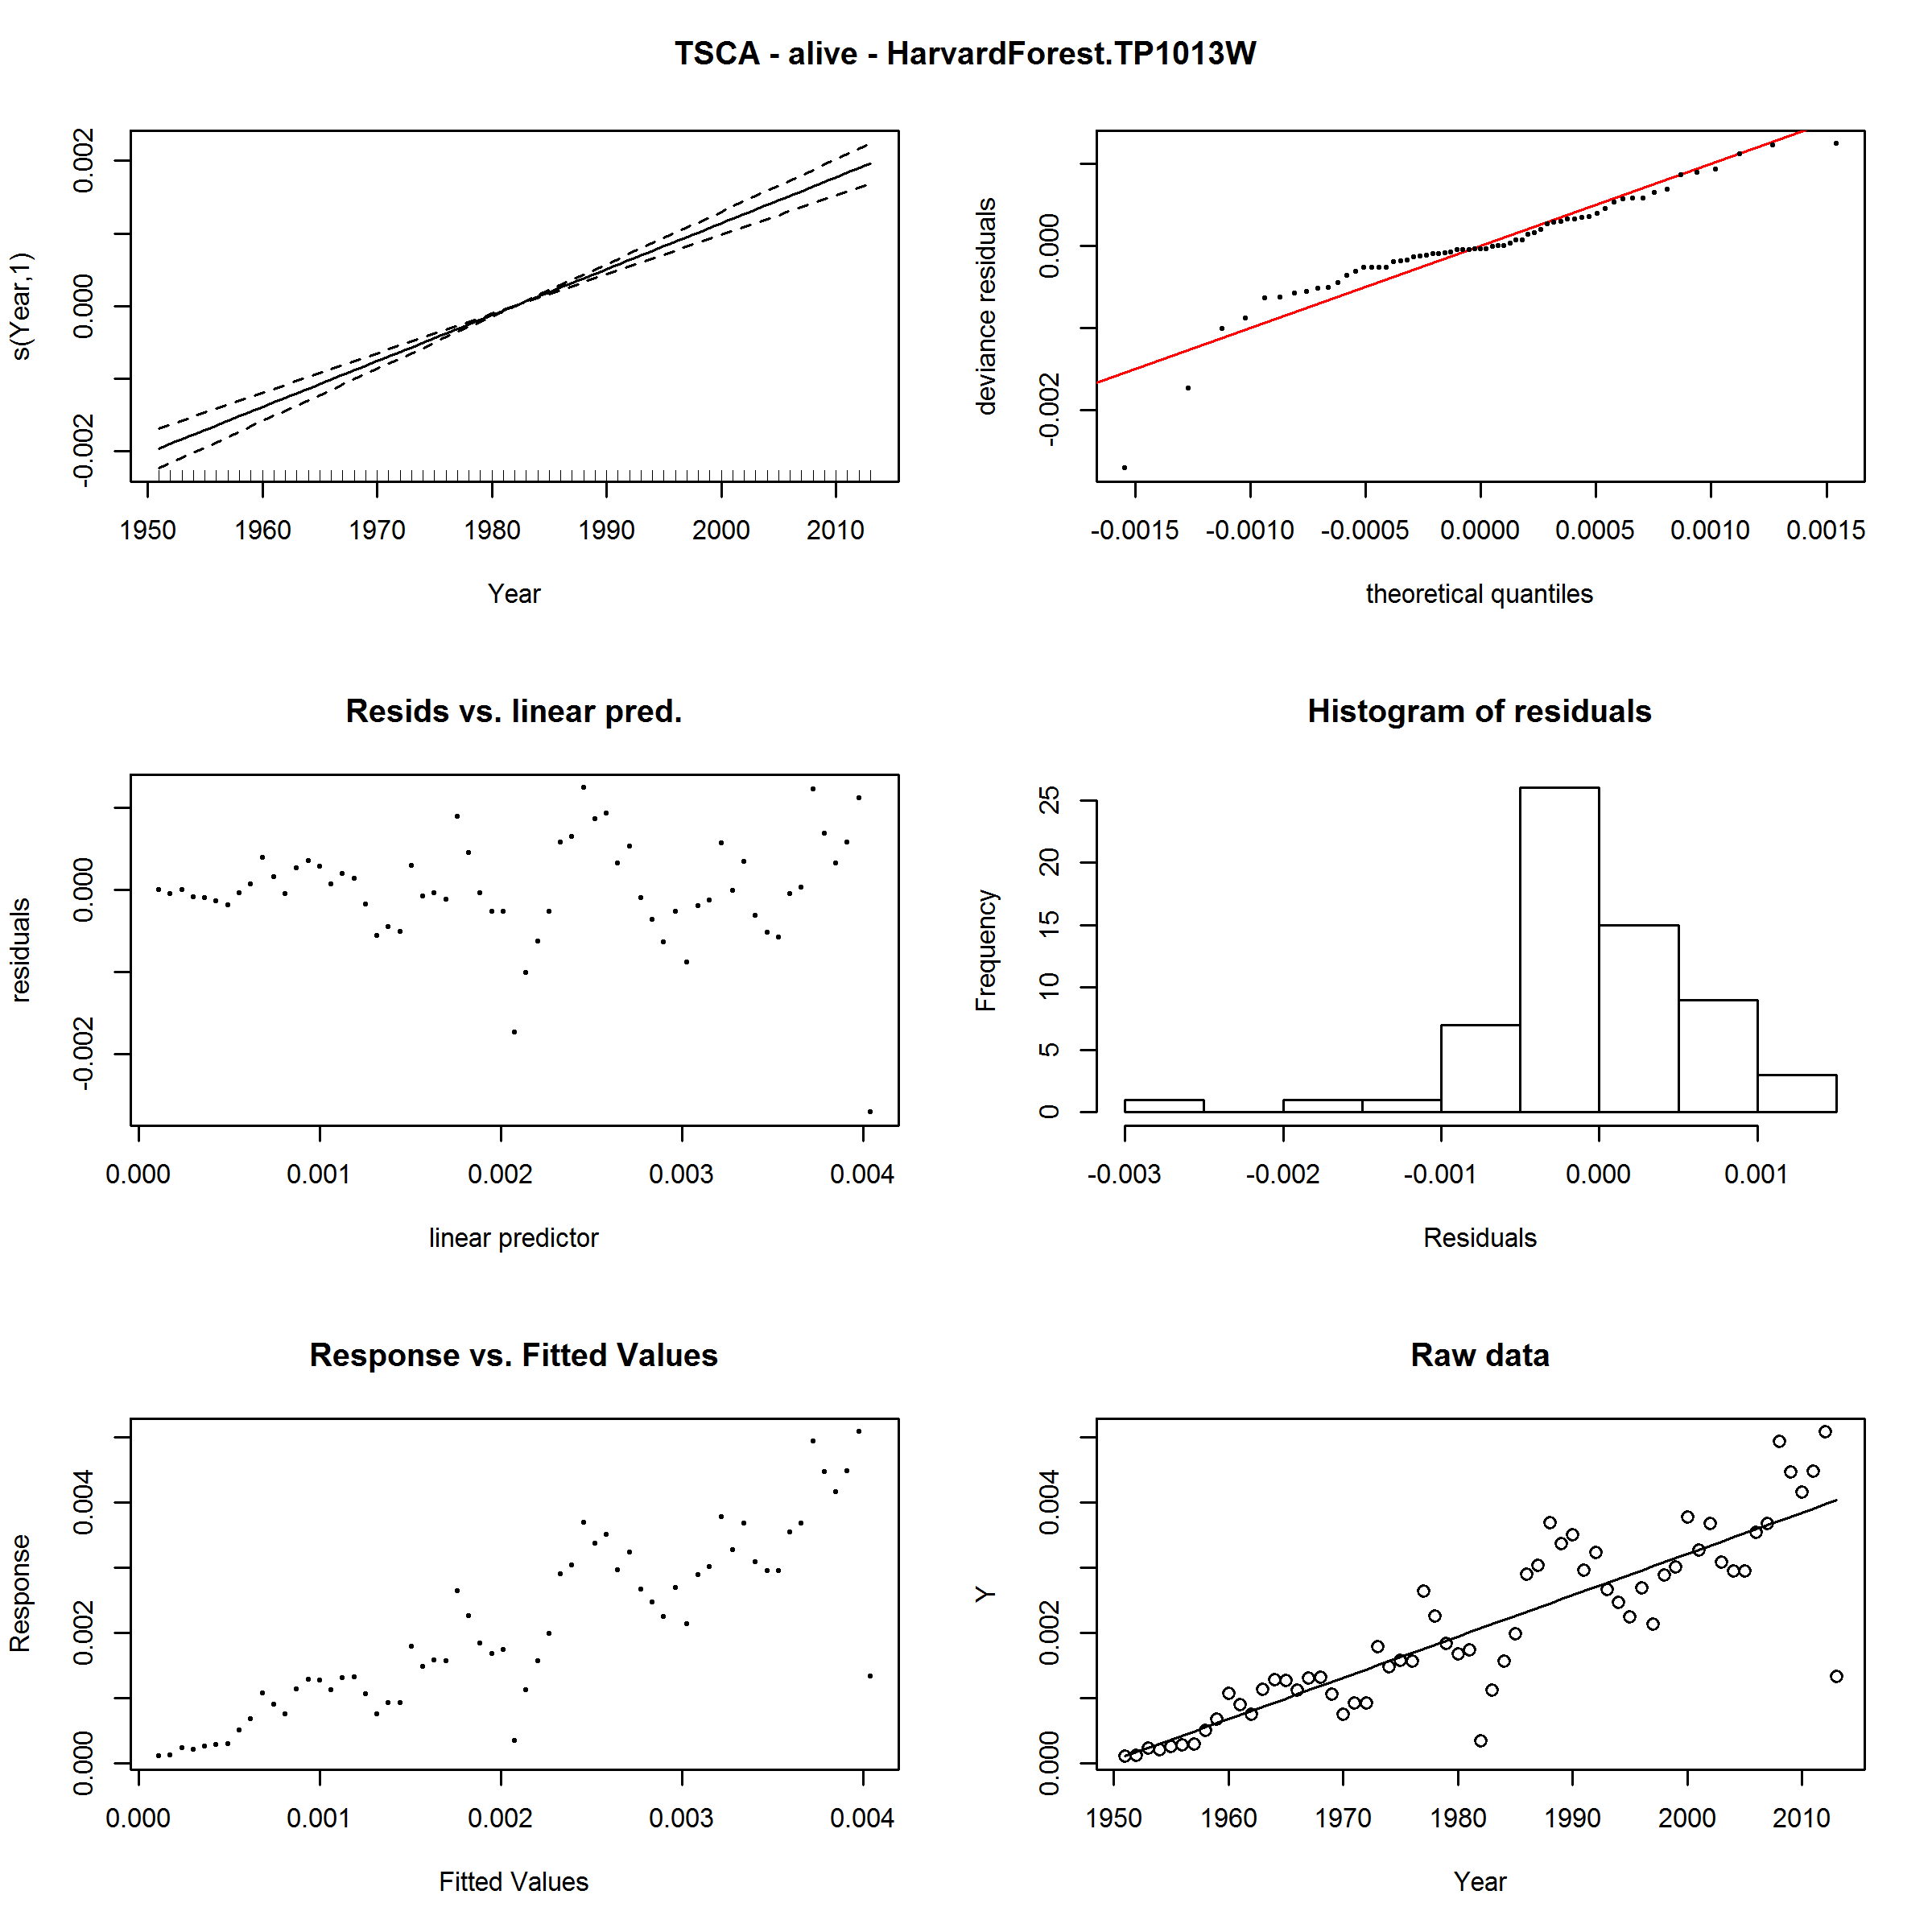 TSCA - alive - HarvardForest.TP1013W
s(Year,1)
0.002
0.000
-0.002
1950 1960 1970 1980 1990 2000 2010
Year
deviance residuals
0.000
-0.002
-0.0015 -0.0010 -0.0005 0.0000 0.0005 0.0010 0.0015
theoretical quantiles
Resids vs. linear pred.
residuals
0.000
-0.002
0.000 0.001 0.002 0.003 0.004
linear predictor
Histogram of residuals
Frequency
25
20
15
10
5
0
-0.003 -0.002 -0.001 0.000 0.001
Residuals
Response vs. Fitted Values
Response
0.004
0.002
0.000
0.000 0.001 0.002 0.003 0.004
Fitted Values
Raw data
Y
0.004
0.002
0.000
1950 1960 1970 1980 1990 2000 2010
Year